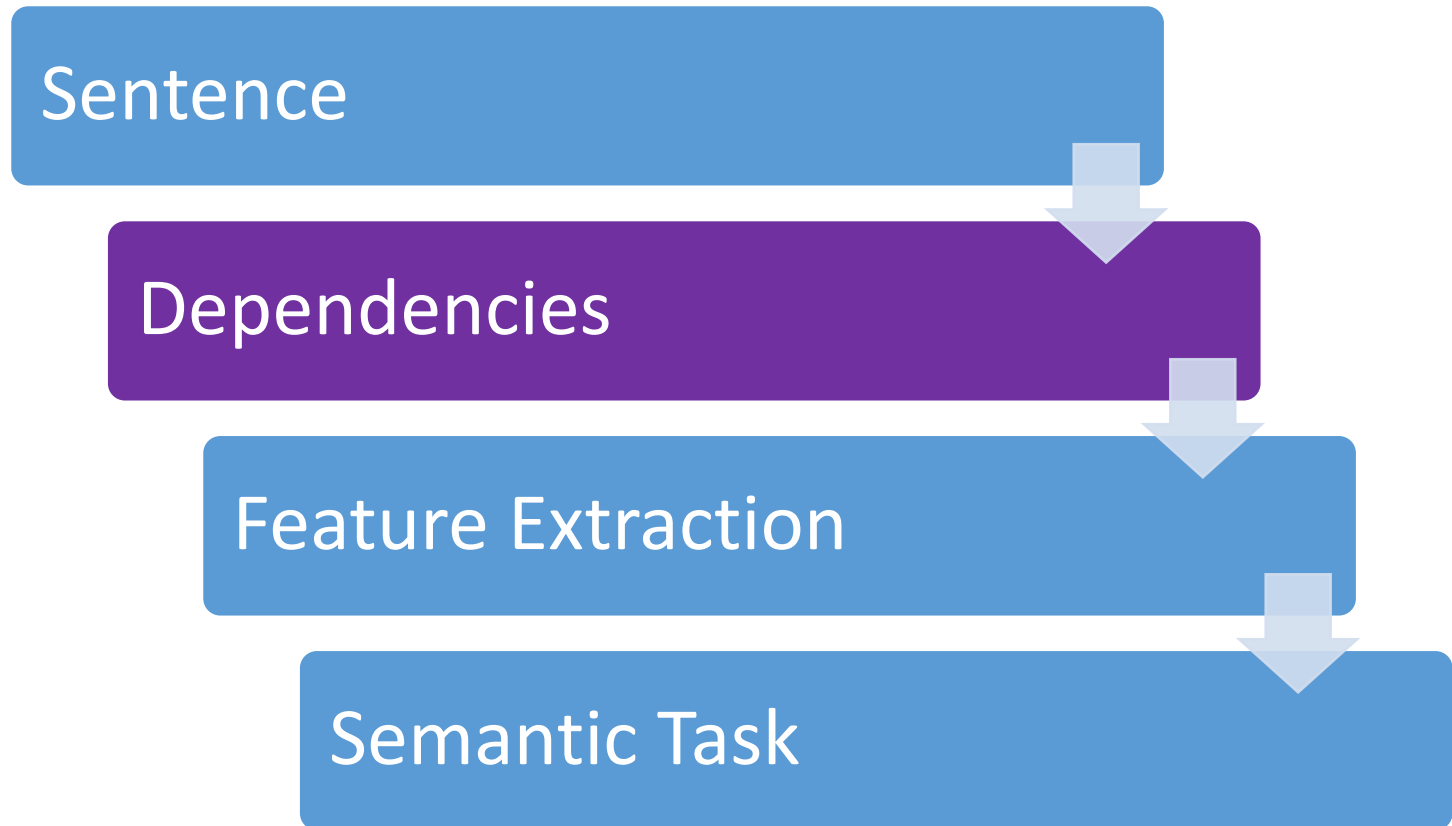 Sentence
Dependencies
Feature Extraction
Semantic Task